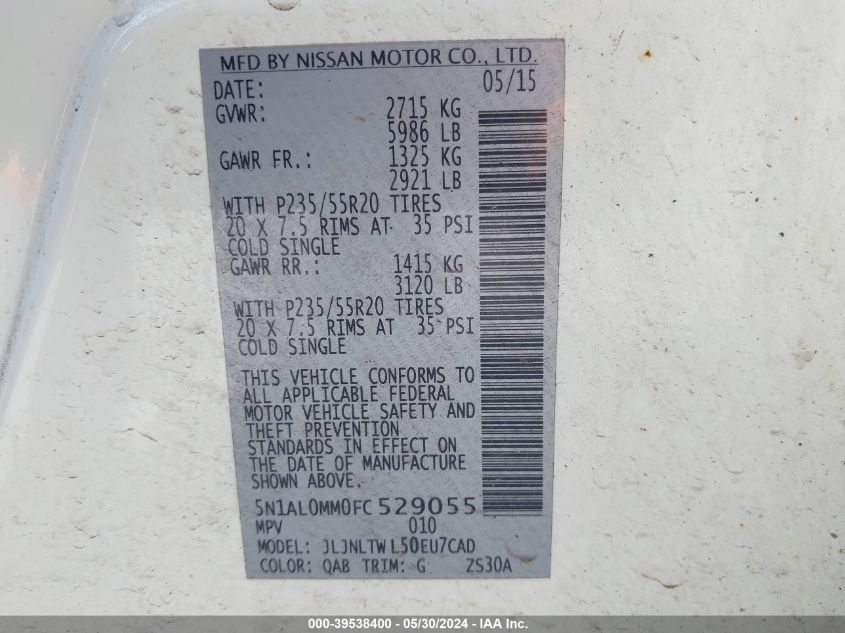 MFD BY NISSAN MOTOR CO., LTD.
DATE: 05/15
GVWR: 2715 KG
5986 LB
GAWR FR.: 1325 KG
2921 LB
WITH P235/55R20 TIRES
20 X 7.5 RIMS AT 35 PSI
COLD SINGLE
GAWR RR.: 1415 KG
3120 LB
WITH P235/55R20 TIRES
20 X 7.5 RIMS AT 35 PSI
COLD SINGLE
THIS VEHICLE CONFORMS TO
ALL APPLICABLE FEDERAL
MOTOR VEHICLE SAFETY AND
THEFT PREVENTION
STANDARDS IN EFFECT ON
THE DATE OF MANUFACTURE
SHOWN ABOVE.
5N1AL0MM0FC529055
MPV 010
MODEL: JLJNLTWL50EU7CAD
COLOR: QAB TRIM: G ZS30A
000-39538400 - 05/30/2024 - IAA Inc.